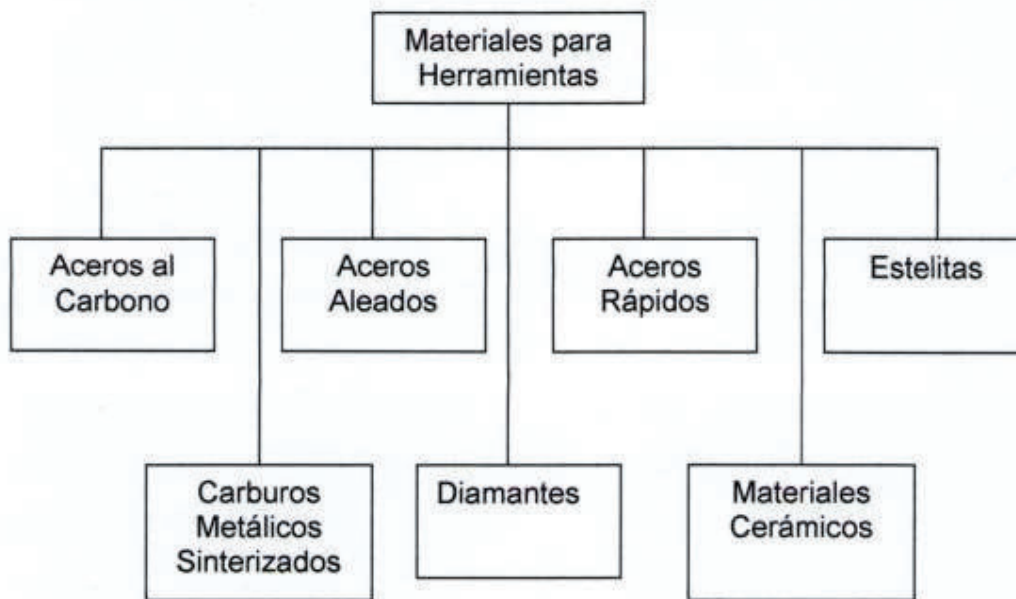 Materiales para
Herramientas
Aceros al
Carbono
Aceros
Aleados
Aceros
Rápidos
Estelitas
Carburos
Metálicos
Sinterizados
Diamantes
Materiales
Cerámicos